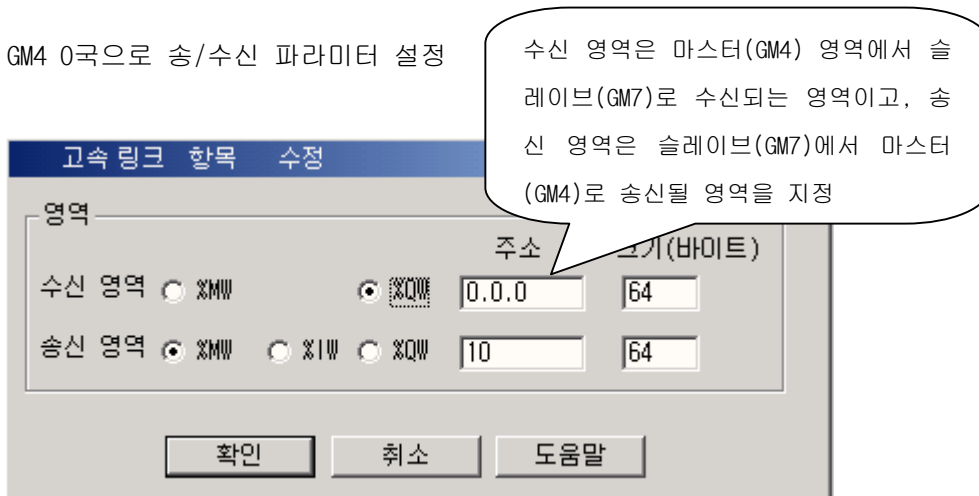 GM4 0국으로 송/수신 파라미터 설정
수신 영역은 마스터(GM4) 영역에서 슬
레이브(GM7)로 수신되는 영역이고, 송
신 영역은 슬레이브(GM7)에서 마스터
(GM4)로 송신될 영역을 지정
고속 링크 항목 수정
영역
주소 크기(바이트)
수신 영역 %MW %QW 0.0.0 64
송신 영역 %MW %IW %QW 10 64
확인 취소 도움말